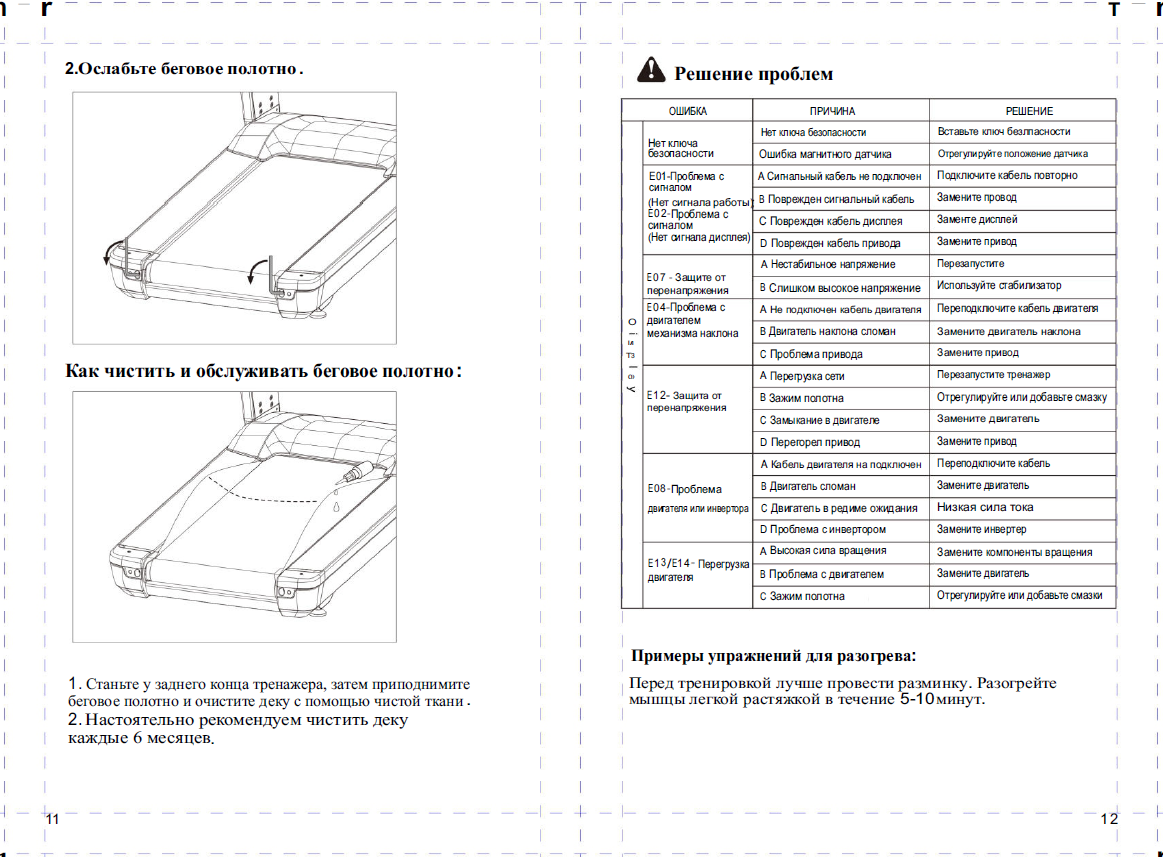 r
T
2.Ослабьте беговое полотно.
Как чистить и обслуживать беговое полотно:
1. Станьте у заднего конца тренажера, затем приподнимите
беговое полотно и очистите деку с помощью чистой ткани.
2. Настоятельно рекомендуем чистить деку
каждые 6 месяцев.
11
Решение проблем
ОШИБКА ПРИЧИНА РЕШЕНИЕ
Нет ключа
безопасности
Нет ключа безопасности Вставьте ключ безлпасности
Ошибка магнитного датчика Отрегулируйте положение датчика
E01-Проблема с
сигналом
(Нет сигнала работы)
E02-Проблема с
сигналом
(Нет сигнала дисплея)
A Сигнальный кабель не подключен Подключите кабель повторно
B Поврежден сигнальный кабель Замените провод
C Поврежден кабель дисплея Заменте дисплей
D Поврежден кабель привода Замените привод
E07 - Защите от
перенапряжения
A Нестабильное напряжение Перезапустите
B Слишком высокое напряжение Используйте стабилизатор
E04-Проблема с
двигателем
механизма наклона
A Не подключен кабель двигателя Переподключите кабель двигателя
B Двигатель наклона сломан Замените двигатель наклона
C Проблема привода Замените привод
E12- Защита от
перенапряжения
A Перегрузка сети Перезапустите тренажер
B Зажим полотна Отрегулируйте или добавьте смазку
C Замыкание в двигателе Замените двигатель
D Перегорел привод Замените привод
E08-Проблема
двигателя или инвертора
A Кабель двигателя на подключен Переподключите кабель
B Двигатель сломан Замените двигатель
C Двигатель в редиме ожидания Низкая сила тока
D Проблема с инвертором Замените инвертер
E13/E14- Перегрузка
двигателя
A Высокая сила вращения Замените компоненты вращения
B Проблема с двигателем Замените двигатель
C Зажим полотна Отрегулируйте или добавьте смазки
Примеры упражнений для разогрева:
Перед тренировкой лучше провести разминку. Разогрейте
мышцы легкой растяжкой в течение 5-10минут.
12